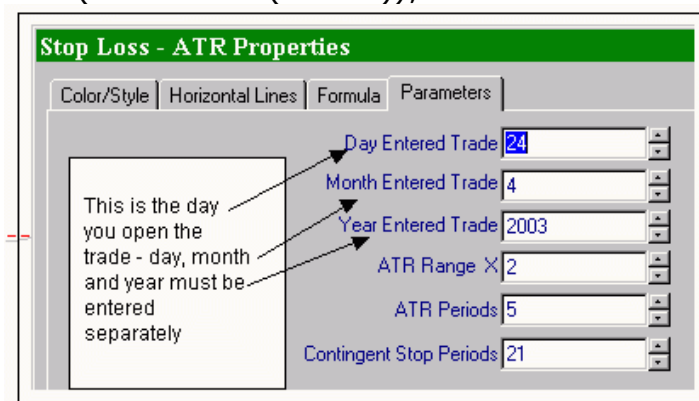 Stop Loss - ATR Properties
Color/Style Horizontal Lines Formula Parameters
Day Entered Trade 24
Month Entered Trade 4
Year Entered Trade 2003
ATR Range X 2
ATR Periods 5
Contingent Stop Periods 21
This is the day
you open the
trade - day, month
and year must be
entered
separately